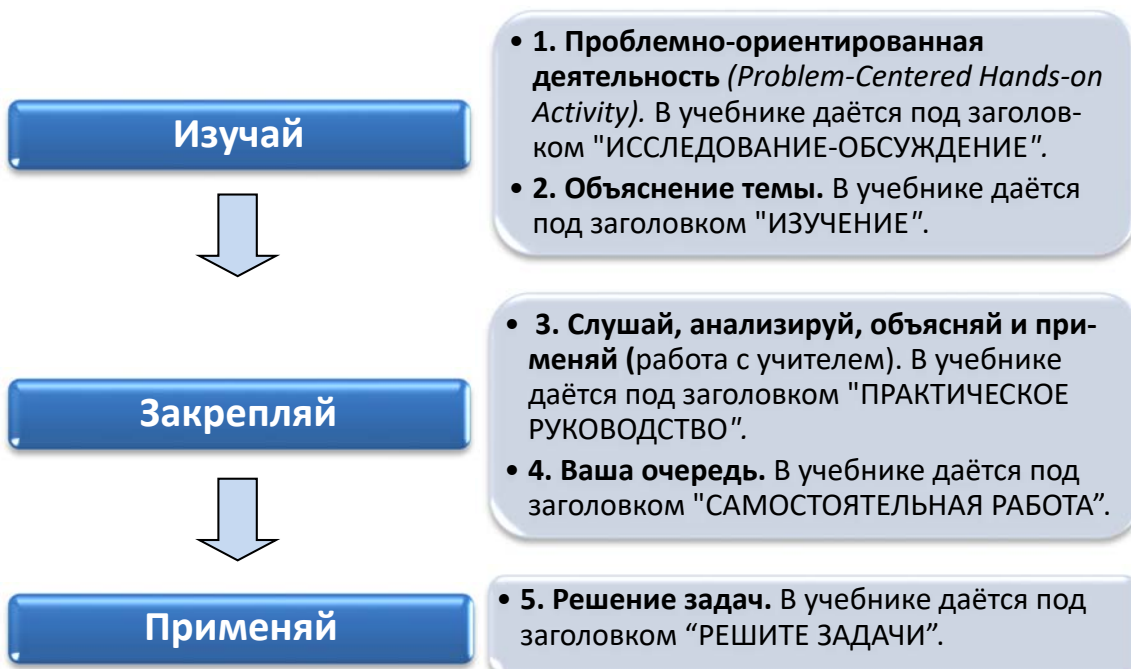 Изучай
• 1. Проблемно-ориентированная
деятельность (Problem-Centered Hands-on
Activity). В учебнике даётся под заголов-
ком "ИССЛЕДОВАНИЕ-ОБСУЖДЕНИЕ".
• 2. Объяснение темы. В учебнике даётся
под заголовком "ИЗУЧЕНИЕ".
Закрепляй
• 3. Слушай, анализируй, объясняй и при-
меняй (работа с учителем). В учебнике
даётся под заголовком "ПРАКТИЧЕСКОЕ
РУКОВОДСТВО".
• 4. Ваша очередь. В учебнике даётся под
заголовком "САМОСТОЯТЕЛЬНАЯ РАБОТА”.
Применяй
• 5. Решение задач. В учебнике даётся под
заголовком “РЕШИТЕ ЗАДАЧИ”.